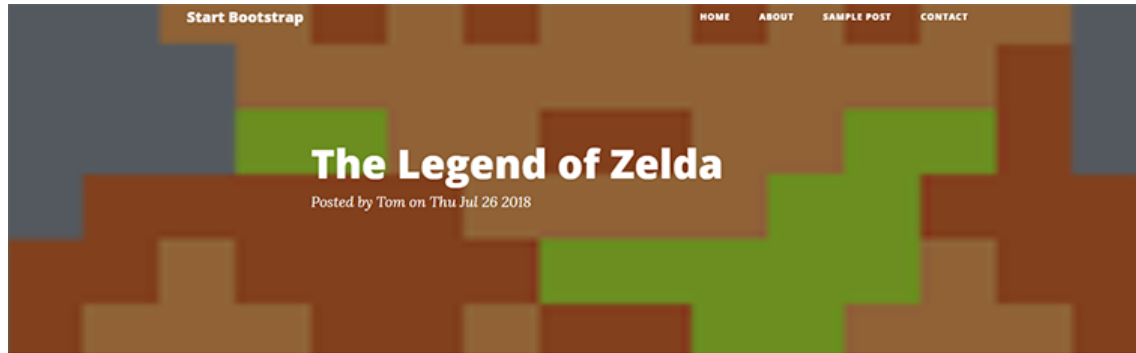 Start Bootstrap HOME ABOUT SAMPLE POST CONTACT
The Legend of Zelda
Posted by Tom on Thu Jul 26 2018